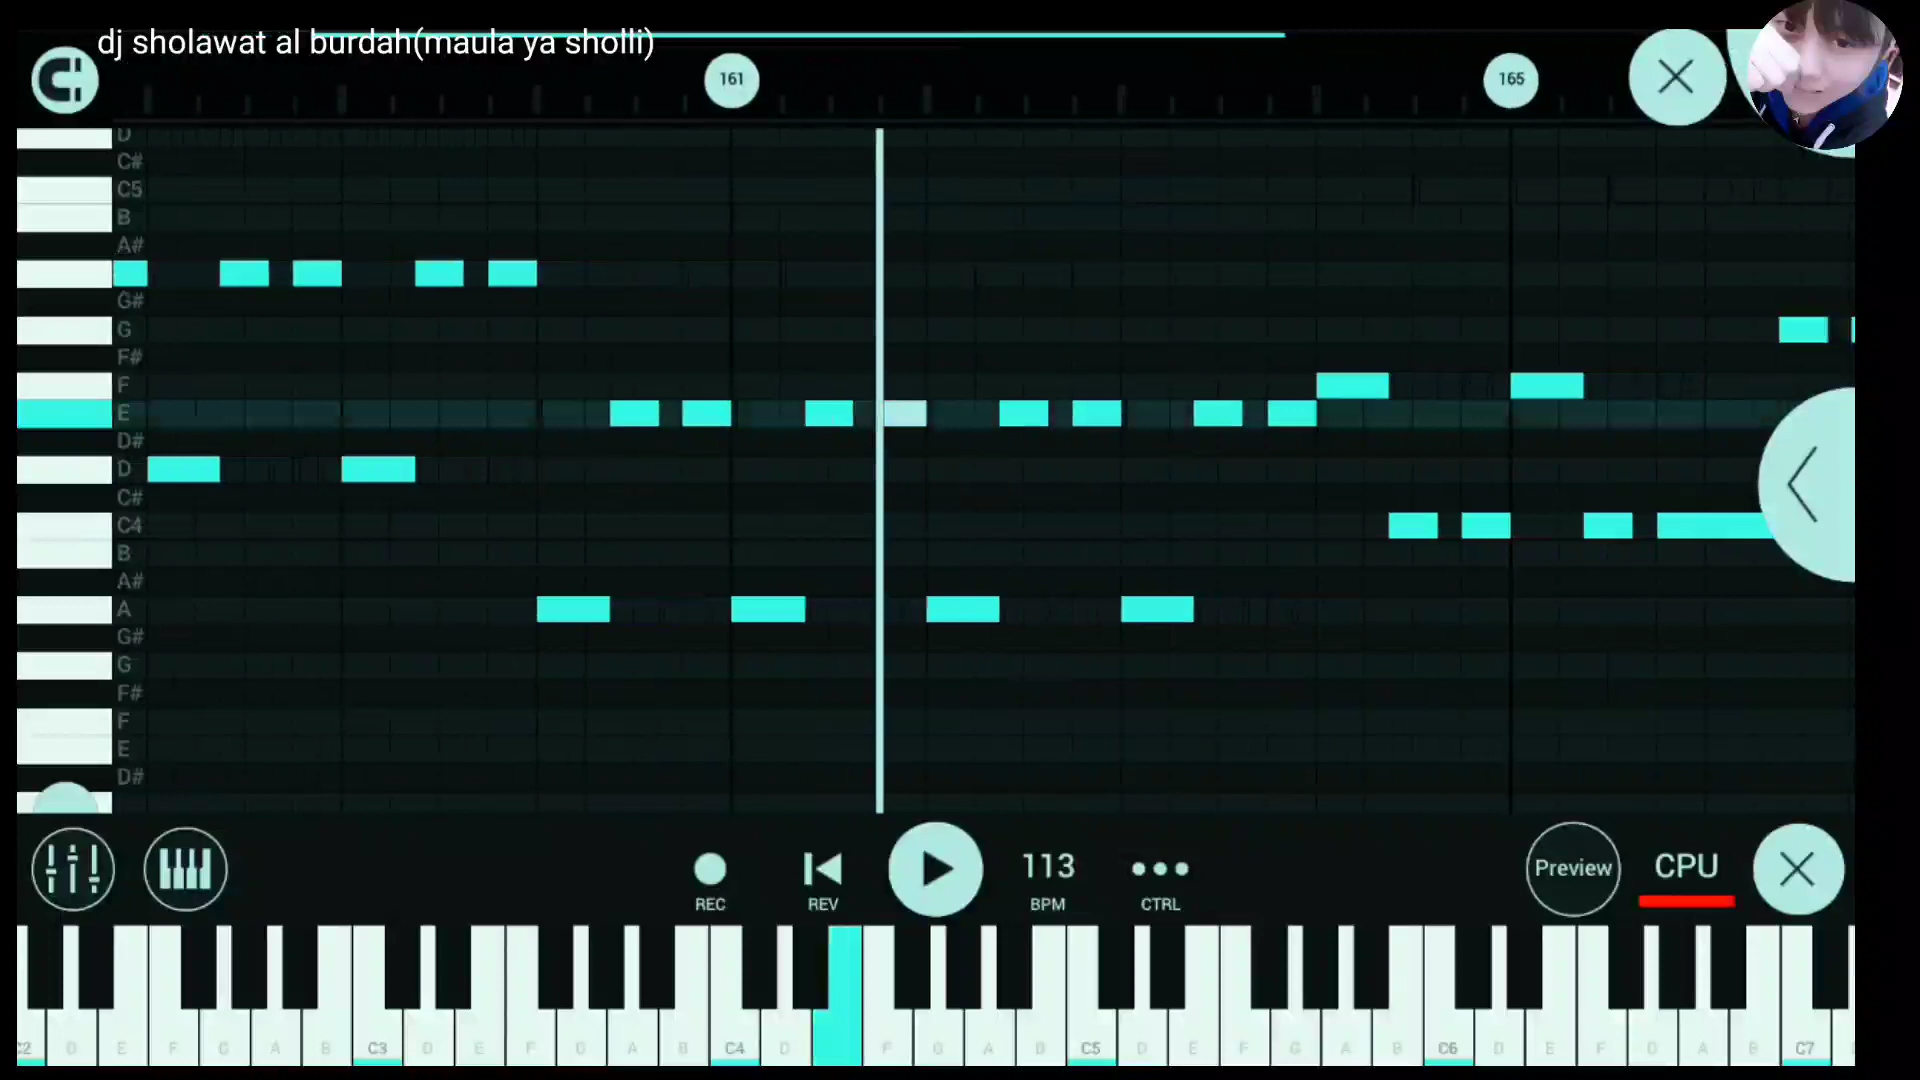 dj sholawat al burdah(maula ya sholli)
161
165
D
C#
C5
B
A#
G#
G
F#
F
E
D#
D
C#
C4
B
A#
A
G#
G
F#
F
E
D#
REC
REV
113
BPM
CTRL
Preview
CPU
C2 D E F G A B C3 D E F G A B C4 D F G A B C5 D E F G A B C6 D E F G A B C7